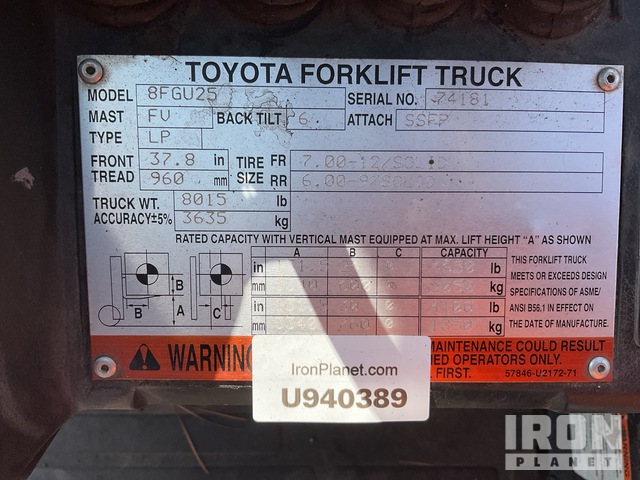 TOYOTA FORKLIFT TRUCK
MODEL 8FGU25 SERIAL NO. 74181
MAST FV BACK TILT 6 ATTACH
TYPE LP
FRONT TREAD 37.8 in 960 mm
TIRE SIZE FR 7.00-12/
RR 6.00-9/
TRUCK WT. 8015 lb
ACCURACY±5% 3635 kg
RATED CAPACITY WITH VERTICAL MAST EQUIPPED AT MAX. LIFT HEIGHT "A" AS SHOWN
A B C CAPACITY
in lb
mm kg
in lb
mm kg
B
B A C
THIS FORKLIFT TRUCK
MEETS OR EXCEEDS DESIGN
SPECIFICATIONS OF ASME/
ANSI B56.1 IN EFFECT ON
THE DATE OF MANUFACTURE.
WARNING
MAINTENANCE COULD RESULT
OPERATORS ONLY.
FIRST. 57846-U2172-71
IronPlanet.com
U940389
IRON
PLANET